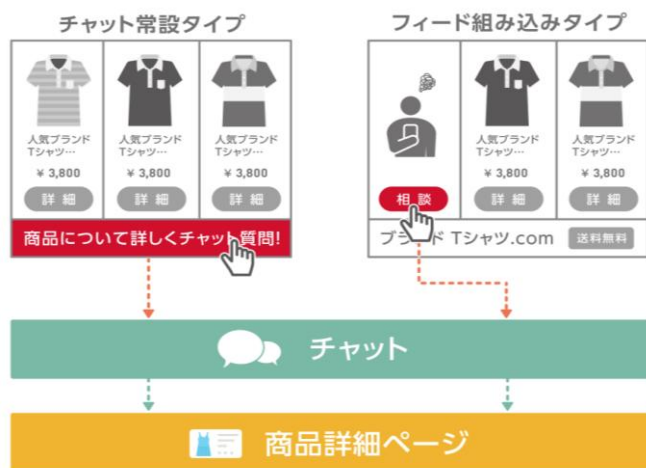 チャット常設タイプ
人気ブランド
Tシャツ…
¥ 3,800
詳細
人気ブランド
Tシャツ…
¥ 3,800
詳細
人気ブランド
Tシャツ…
¥ 3,800
詳細
商品について詳しくチャット質問!
フィード組み込みタイプ
相談
人気ブランド
Tシャツ…
¥ 3,800
詳細
人気ブランド
Tシャツ…
¥ 3,800
詳細
ブランド Tシャツ.com
送料無料
チャット
商品詳細ページ